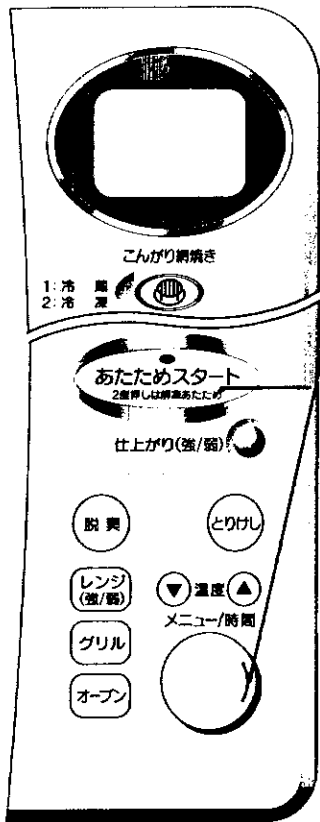 こんがり網焼き
1:冷 蔵
2:冷 凍
あたためスタート
2度押しは解凍あたため
仕上がり(強/弱)
脱臭
とりけし
レンジ
(強/弱)
▼温度▲
メニュー/時間
グリル
オーブン